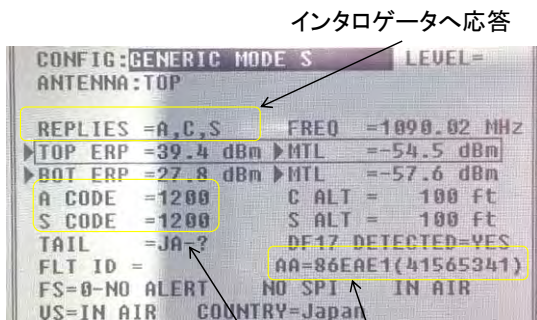 インタロゲータへ応答
CONFIG:GENERIC MODE S LEVEL=
ANTENNA:TOP
REPLIES =A,C,S FREQ =1090.02 MHz
TOP ERP =39.4 dBm MTL =-54.5 dBm
BOT ERP =27.8 dBm MTL =-57.6 dBm
A CODE =1200 C ALT = 100 ft
S CODE =1200 S ALT = 100 ft
TAIL =JA-? DF17 DETECTED=YES
FLT ID = AA=86EAE1(41565341)
FS=0-NO ALERT NO SPI IN AIR
VS=IN AIR COUNTRY=Japan